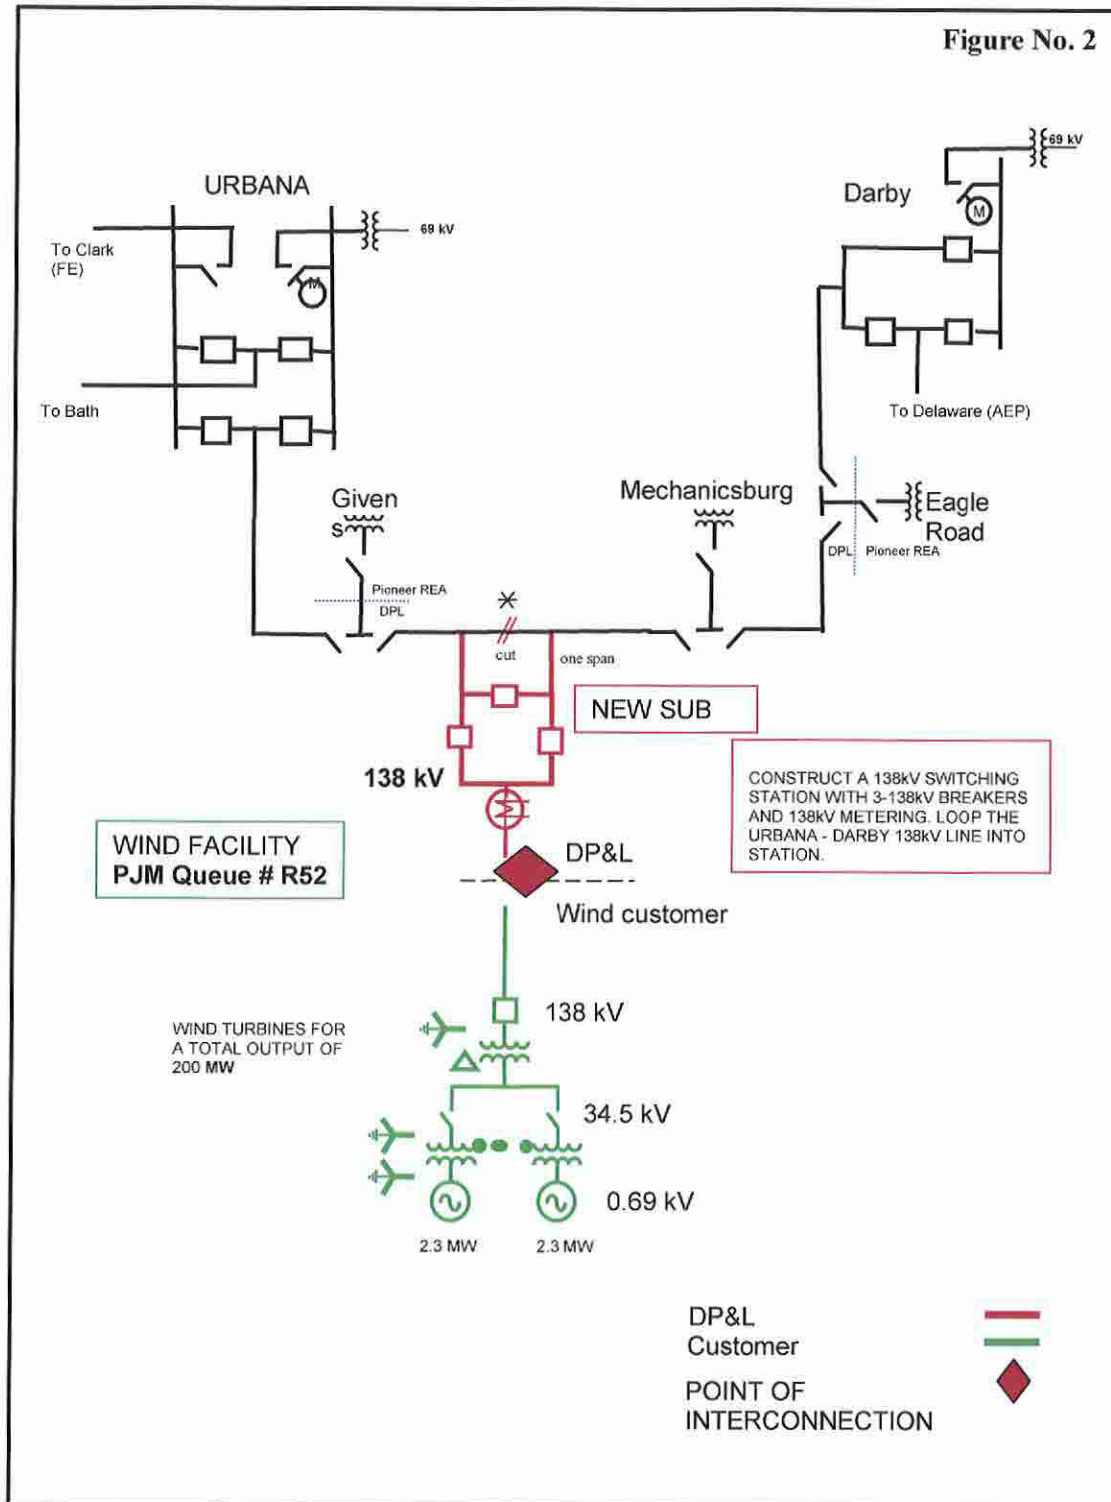 Figure No. 2
69 kV
URBANA
Darby
M
69 kV
To Clark
(FE)
M
To Bath
To Delaware (AEP)
Given
S
Mechanicsburg
Eagle
Road
DPL
Pioneer REA
Pioneer REA
DPL
cut
one span
NEW SUB
138 kV
CONSTRUCT A 138kV SWITCHING
STATION WITH 3-138kV BREAKERS
AND 138kV METERING. LOOP THE
URBANA - DARBY 138kV LINE INTO
STATION.
WIND FACILITY
PJM Queue # R52
DP&L
Wind customer
138 kV
WIND TURBINES FOR
A TOTAL OUTPUT OF
200 MW
34.5 kV
0.69 kV
2.3 MW
2.3 MW
DP&L
Customer
POINT OF
INTERCONNECTION